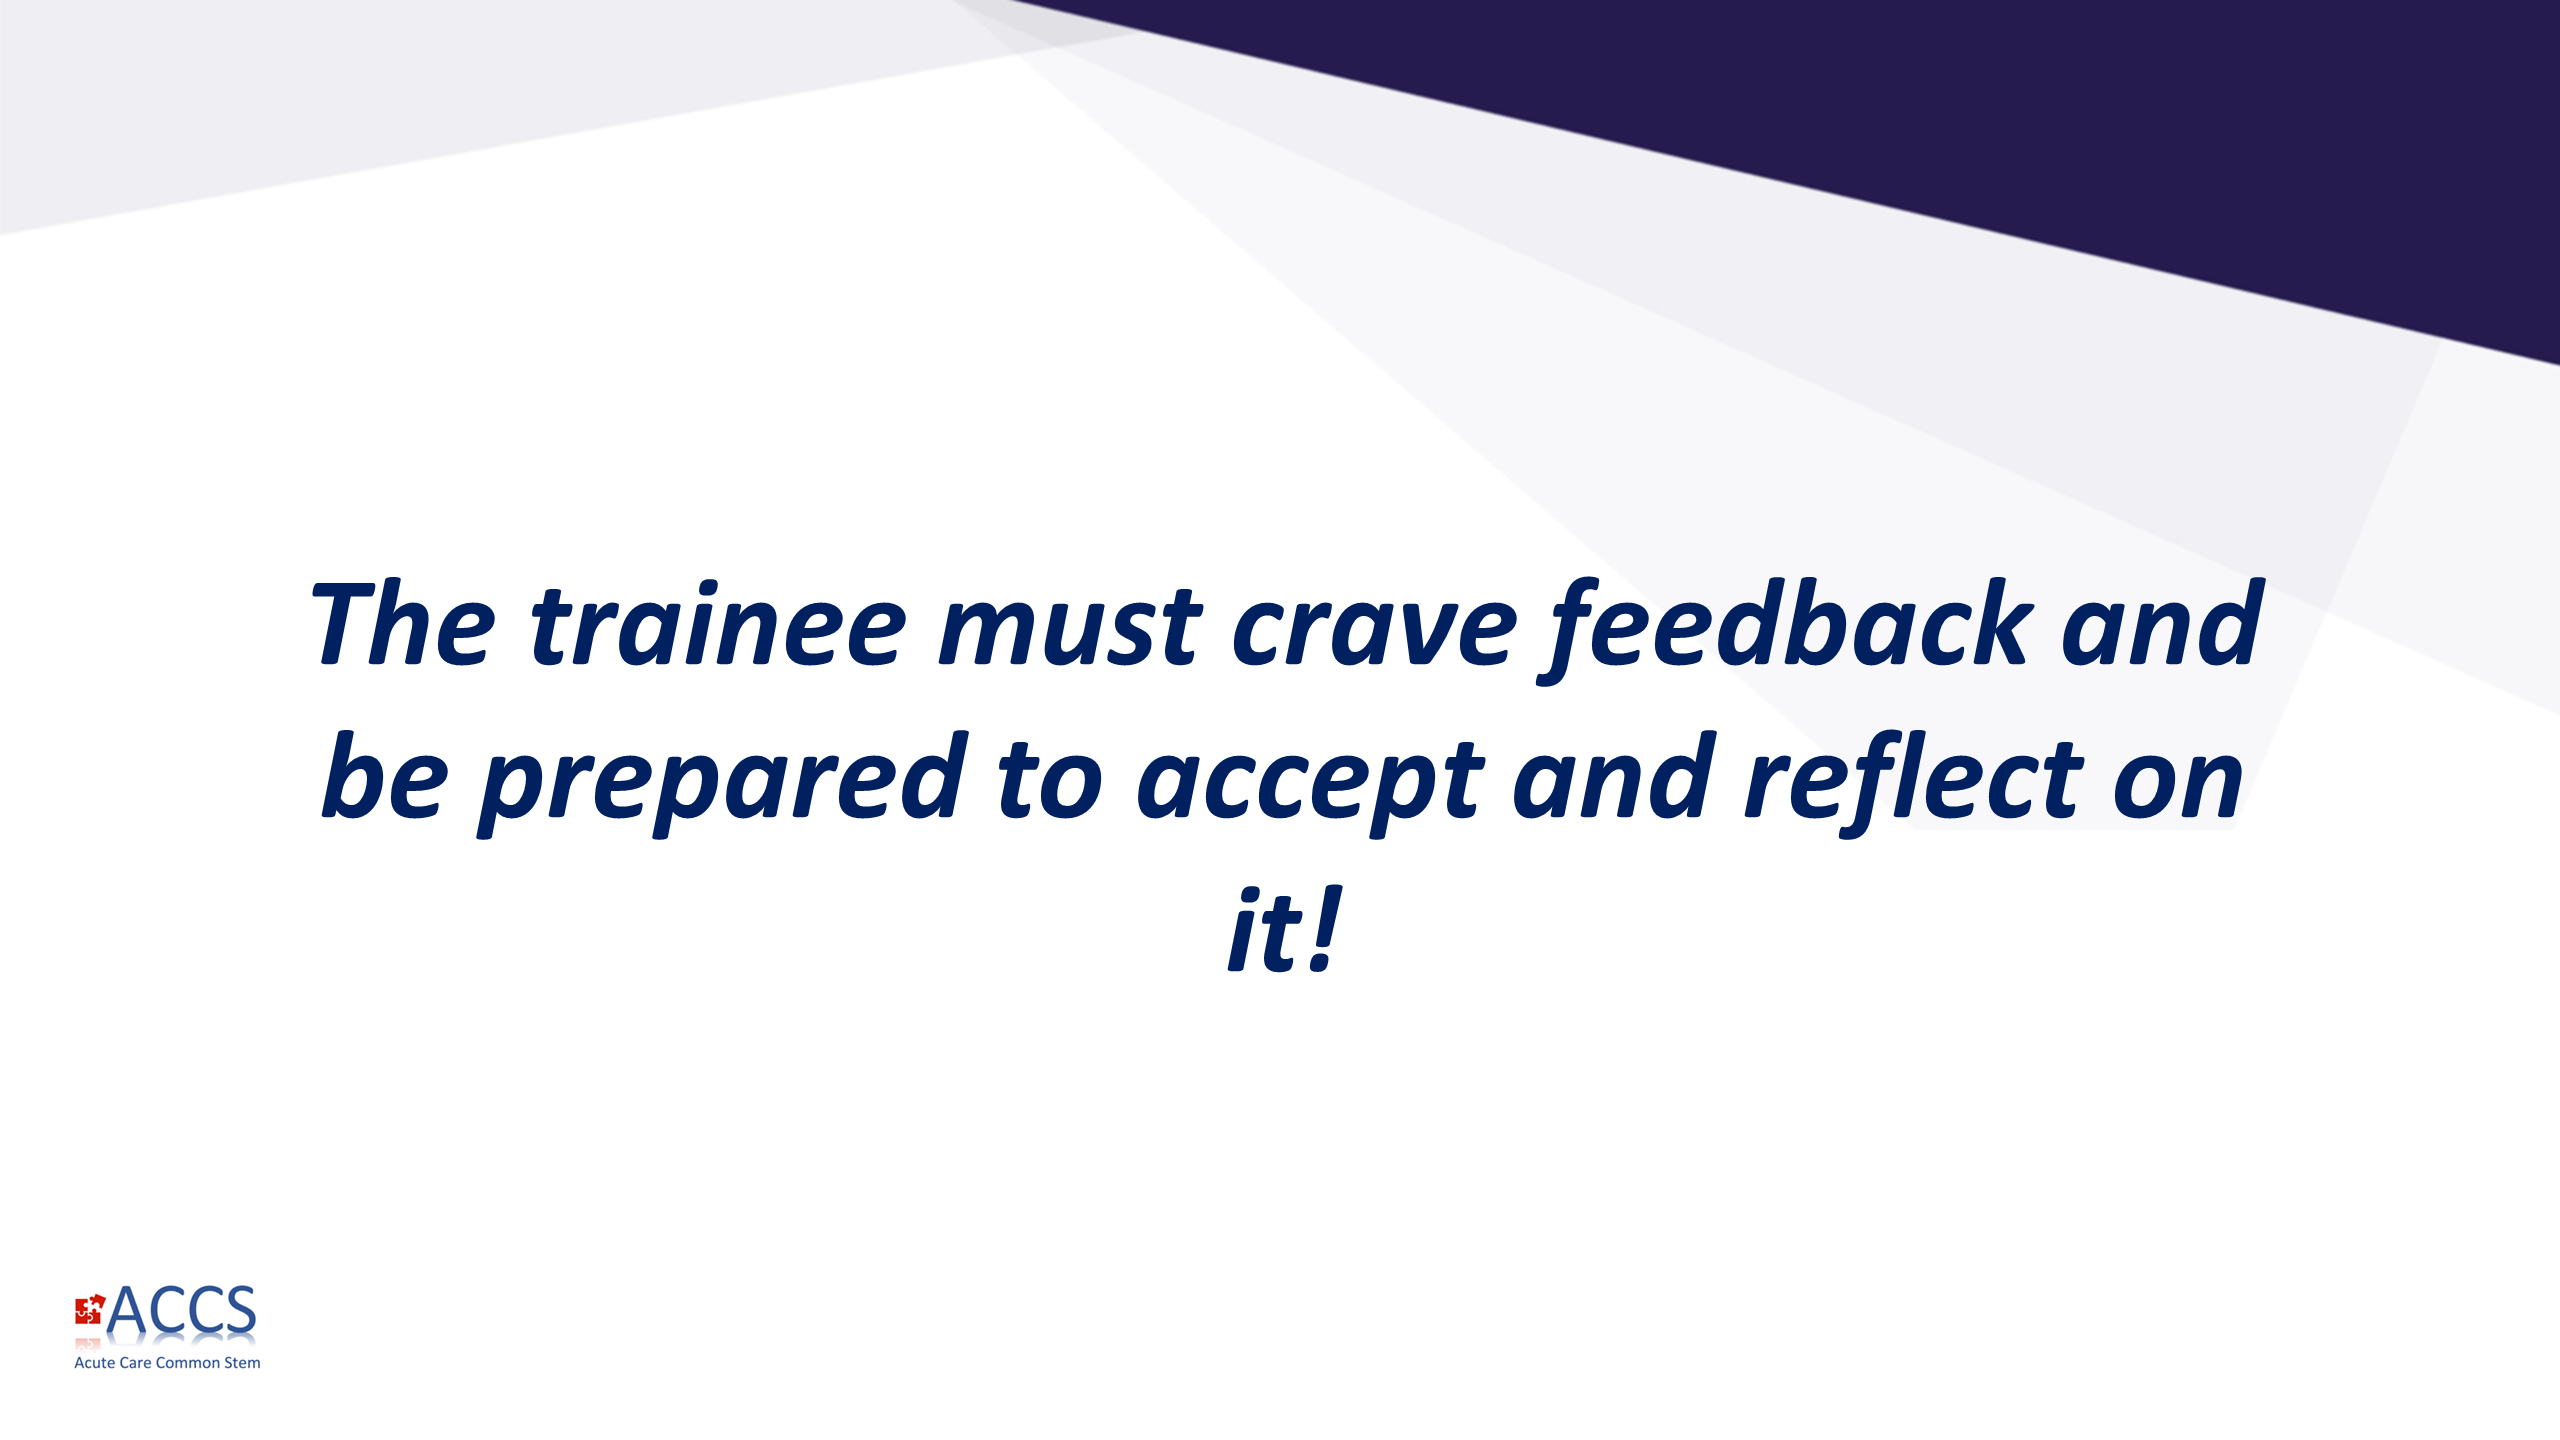 The trainee must crave feedback and
be prepared to accept and reflect on
it!
ACCS
Acute Care Common Stem